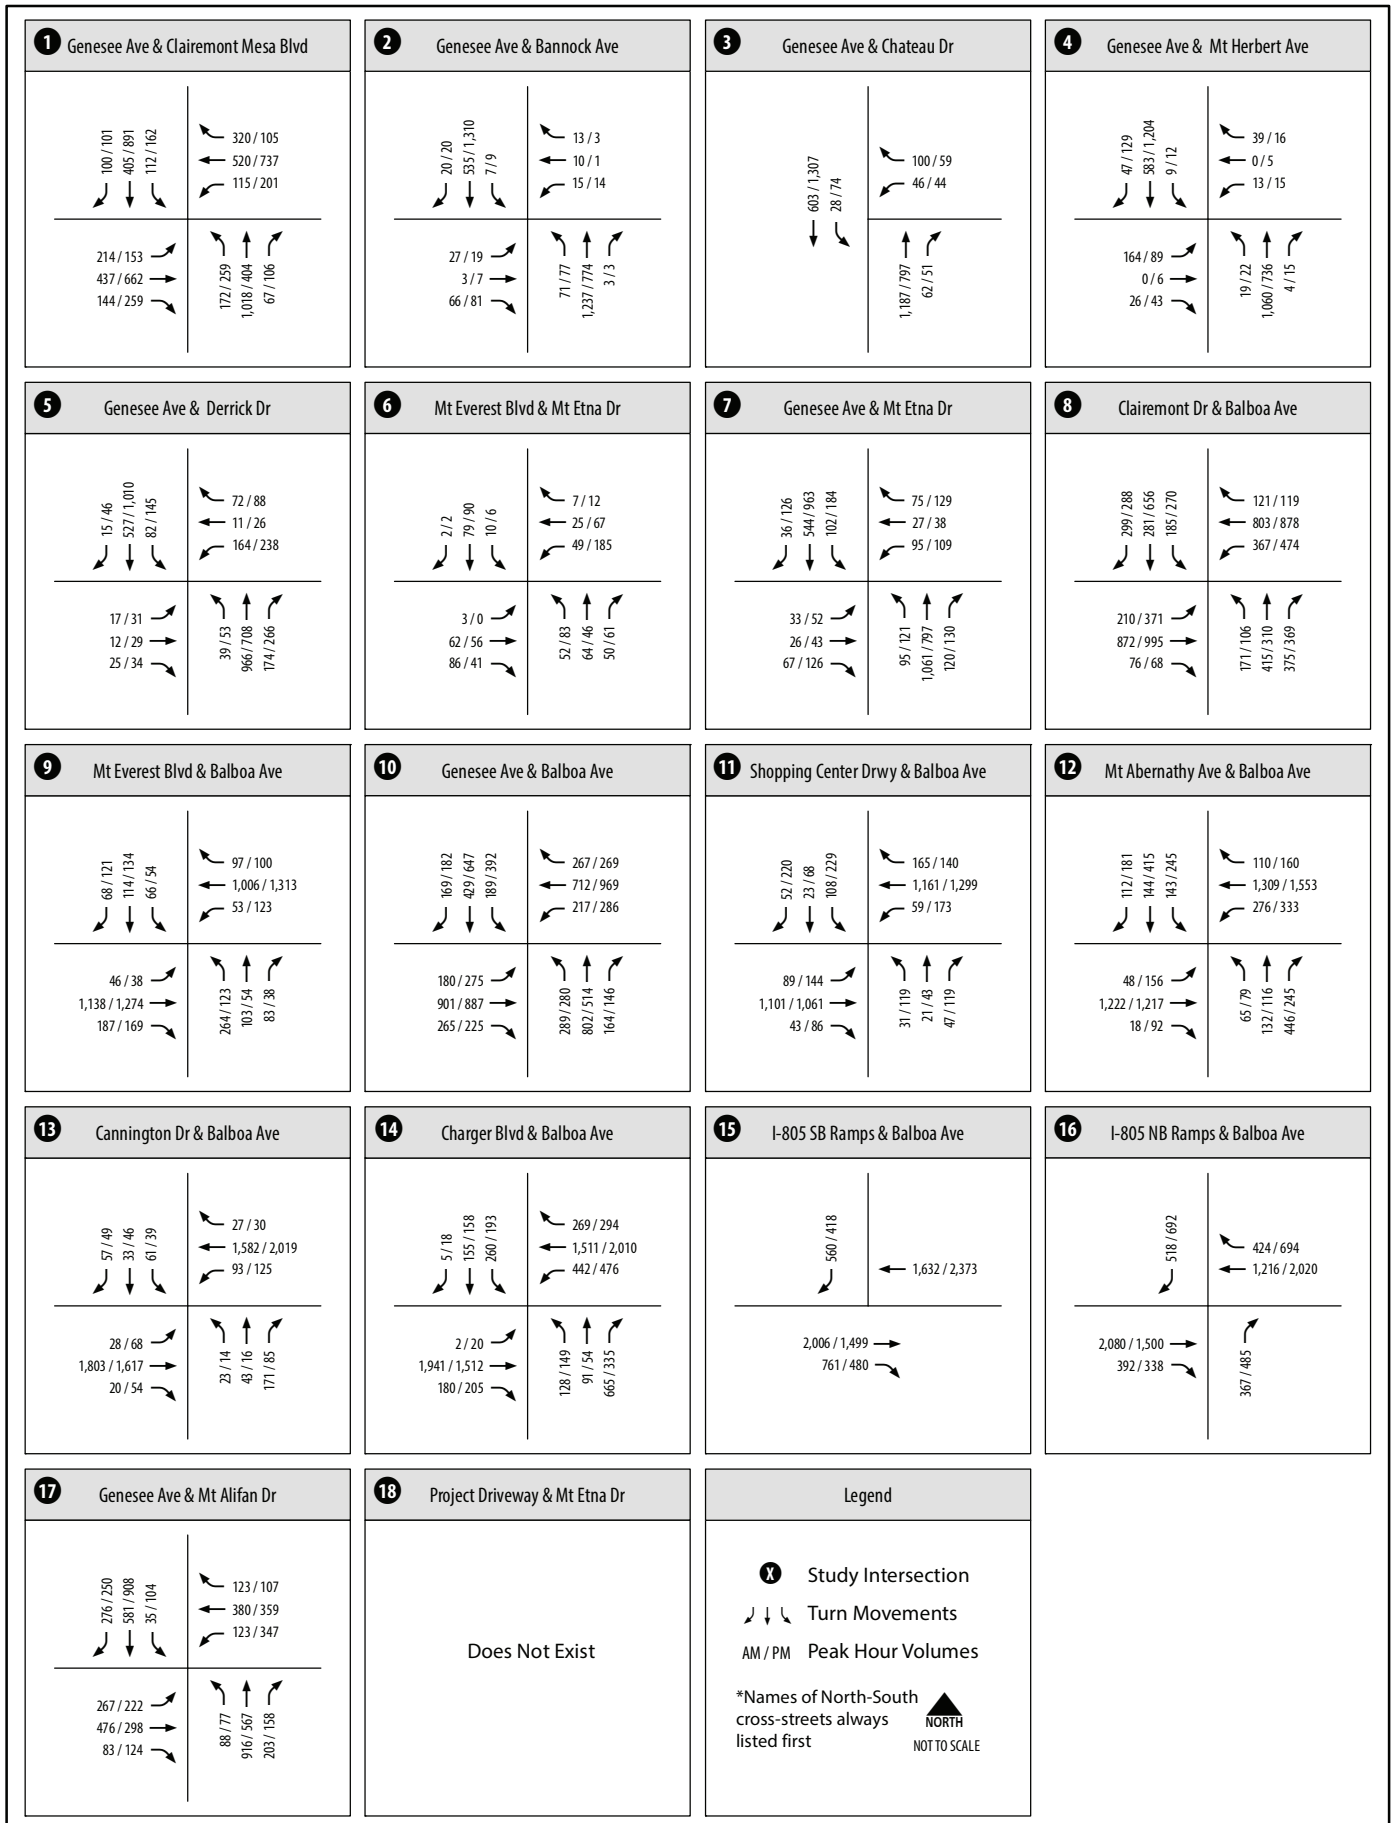 1 Genesee Ave & Clairemont Mesa Blvd
100 / 101
405 / 891
112 / 162
320 / 105
520 / 737
115 / 201
214 / 153
437 / 662
144 / 259
172 / 259
1,018 / 404
67 / 106
2 Genesee Ave & Bannock Ave
20 / 20
535 / 1,310
7 / 9
13 / 3
10 / 1
15 / 14
27 / 19
3 / 7
66 / 81
71 / 77
1,237 / 774
3 / 3
3 Genesee Ave & Chateau Dr
603 / 1,307
28 / 74
100 / 59
46 / 44
1,187 / 797
62 / 51
4 Genesee Ave & Mt Herbert Ave
47 / 129
583 / 1,204
9 / 12
39 / 16
0 / 5
13 / 15
164 / 89
0 / 6
26 / 43
19 / 22
1,060 / 736
4 / 15
5 Genesee Ave & Derrick Dr
15 / 46
527 / 1,010
82 / 145
72 / 88
11 / 26
164 / 238
17 / 31
12 / 29
25 / 34
39 / 53
966 / 708
174 / 266
6 Mt Everest Blvd & Mt Etna Dr
2 / 2
79 / 90
10 / 6
7 / 12
25 / 67
49 / 185
3 / 0
62 / 56
86 / 41
52 / 83
64 / 46
50 / 61
7 Genesee Ave & Mt Etna Dr
36 / 126
544 / 963
102 / 184
75 / 129
27 / 38
95 / 109
33 / 52
26 / 43
67 / 126
95 / 121
1,061 / 797
120 / 130
8 Clairemont Dr & Balboa Ave
299 / 288
281 / 656
185 / 270
121 / 119
803 / 878
367 / 474
210 / 371
872 / 995
76 / 68
171 / 106
415 / 310
375 / 369
9 Mt Everest Blvd & Balboa Ave
68 / 121
114 / 134
66 / 54
97 / 100
1,006 / 1,313
53 / 123
46 / 38
1,138 / 1,274
187 / 169
264 / 123
103 / 54
83 / 38
10 Genesee Ave & Balboa Ave
169 / 182
429 / 647
189 / 392
267 / 269
712 / 969
217 / 286
180 / 275
901 / 887
265 / 225
289 / 280
802 / 514
164 / 146
11 Shopping Center Drwy & Balboa Ave
52 / 220
23 / 68
108 / 229
165 / 140
1,161 / 1,299
59 / 173
89 / 144
1,101 / 1,061
43 / 86
31 / 119
21 / 43
47 / 119
12 Mt Abernathy Ave & Balboa Ave
112 / 181
144 / 415
143 / 245
110 / 160
1,309 / 1,553
276 / 333
48 / 156
1,222 / 1,217
18 / 92
65 / 79
132 / 116
446 / 245
13 Cannington Dr & Balboa Ave
57 / 49
33 / 46
61 / 39
27 / 30
1,582 / 2,019
93 / 125
28 / 68
1,803 / 1,617
20 / 54
23 / 14
43 / 16
171 / 85
14 Charger Blvd & Balboa Ave
5 / 18
155 / 158
260 / 193
269 / 294
1,511 / 2,010
442 / 476
2 / 20
1,941 / 1,512
180 / 205
128 / 149
91 / 54
665 / 335
15 I-805 SB Ramps & Balboa Ave
560 / 418
1,632 / 2,373
2,006 / 1,499
761 / 480
16 I-805 NB Ramps & Balboa Ave
518 / 692
424 / 694
1,216 / 2,020
2,080 / 1,500
392 / 338
367 / 485
17 Genesee Ave & Mt Alifan Dr
276 / 250
581 / 908
35 / 104
123 / 107
380 / 359
123 / 347
267 / 222
476 / 298
83 / 124
88 / 77
916 / 567
203 / 158
18 Project Driveway & Mt Etna Dr
Does Not Exist
Legend
X Study Intersection
Turn Movements
AM / PM Peak Hour Volumes
*Names of North-South
cross-streets always
listed first
NORTH
NOT TO SCALE